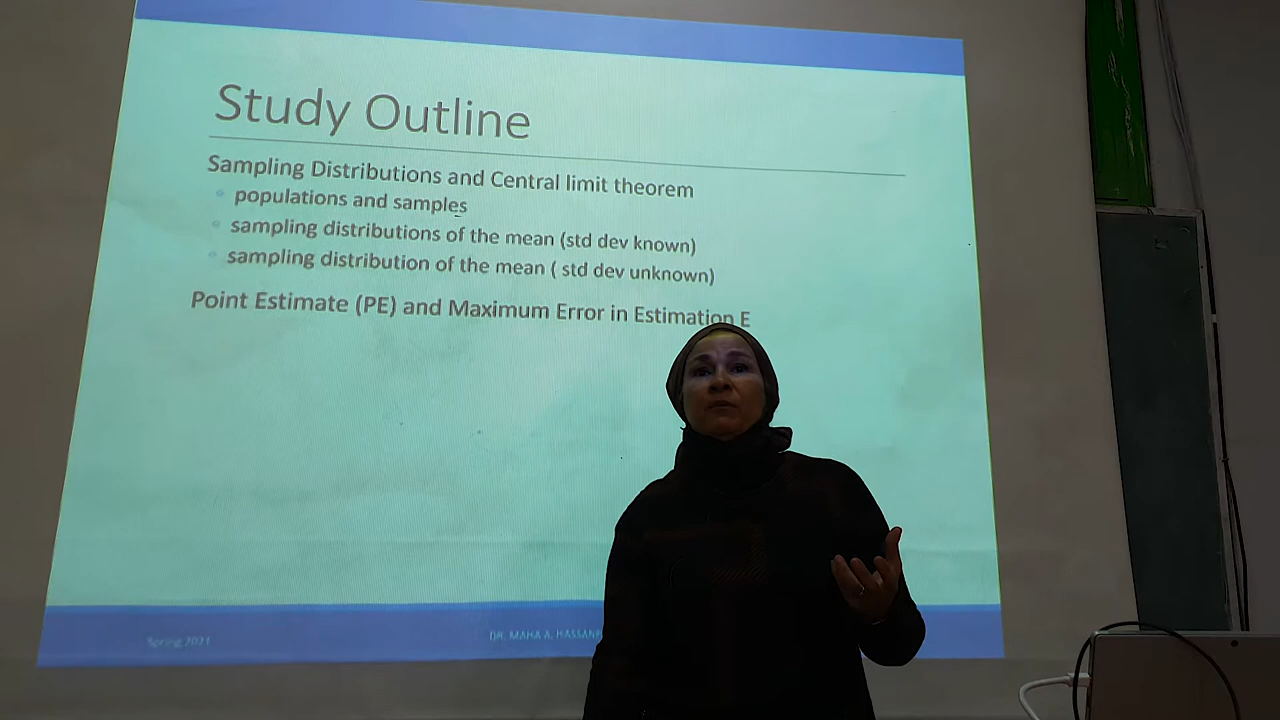 Study Outline
Sampling Distributions and Central limit theorem
populations and samples
sampling distributions of the mean (std dev known)
sampling distribution of the mean ( std dev unknown)
Point Estimate (PE) and Maximum Error in Estimation E
Spring 2021
DR. MAHA A.